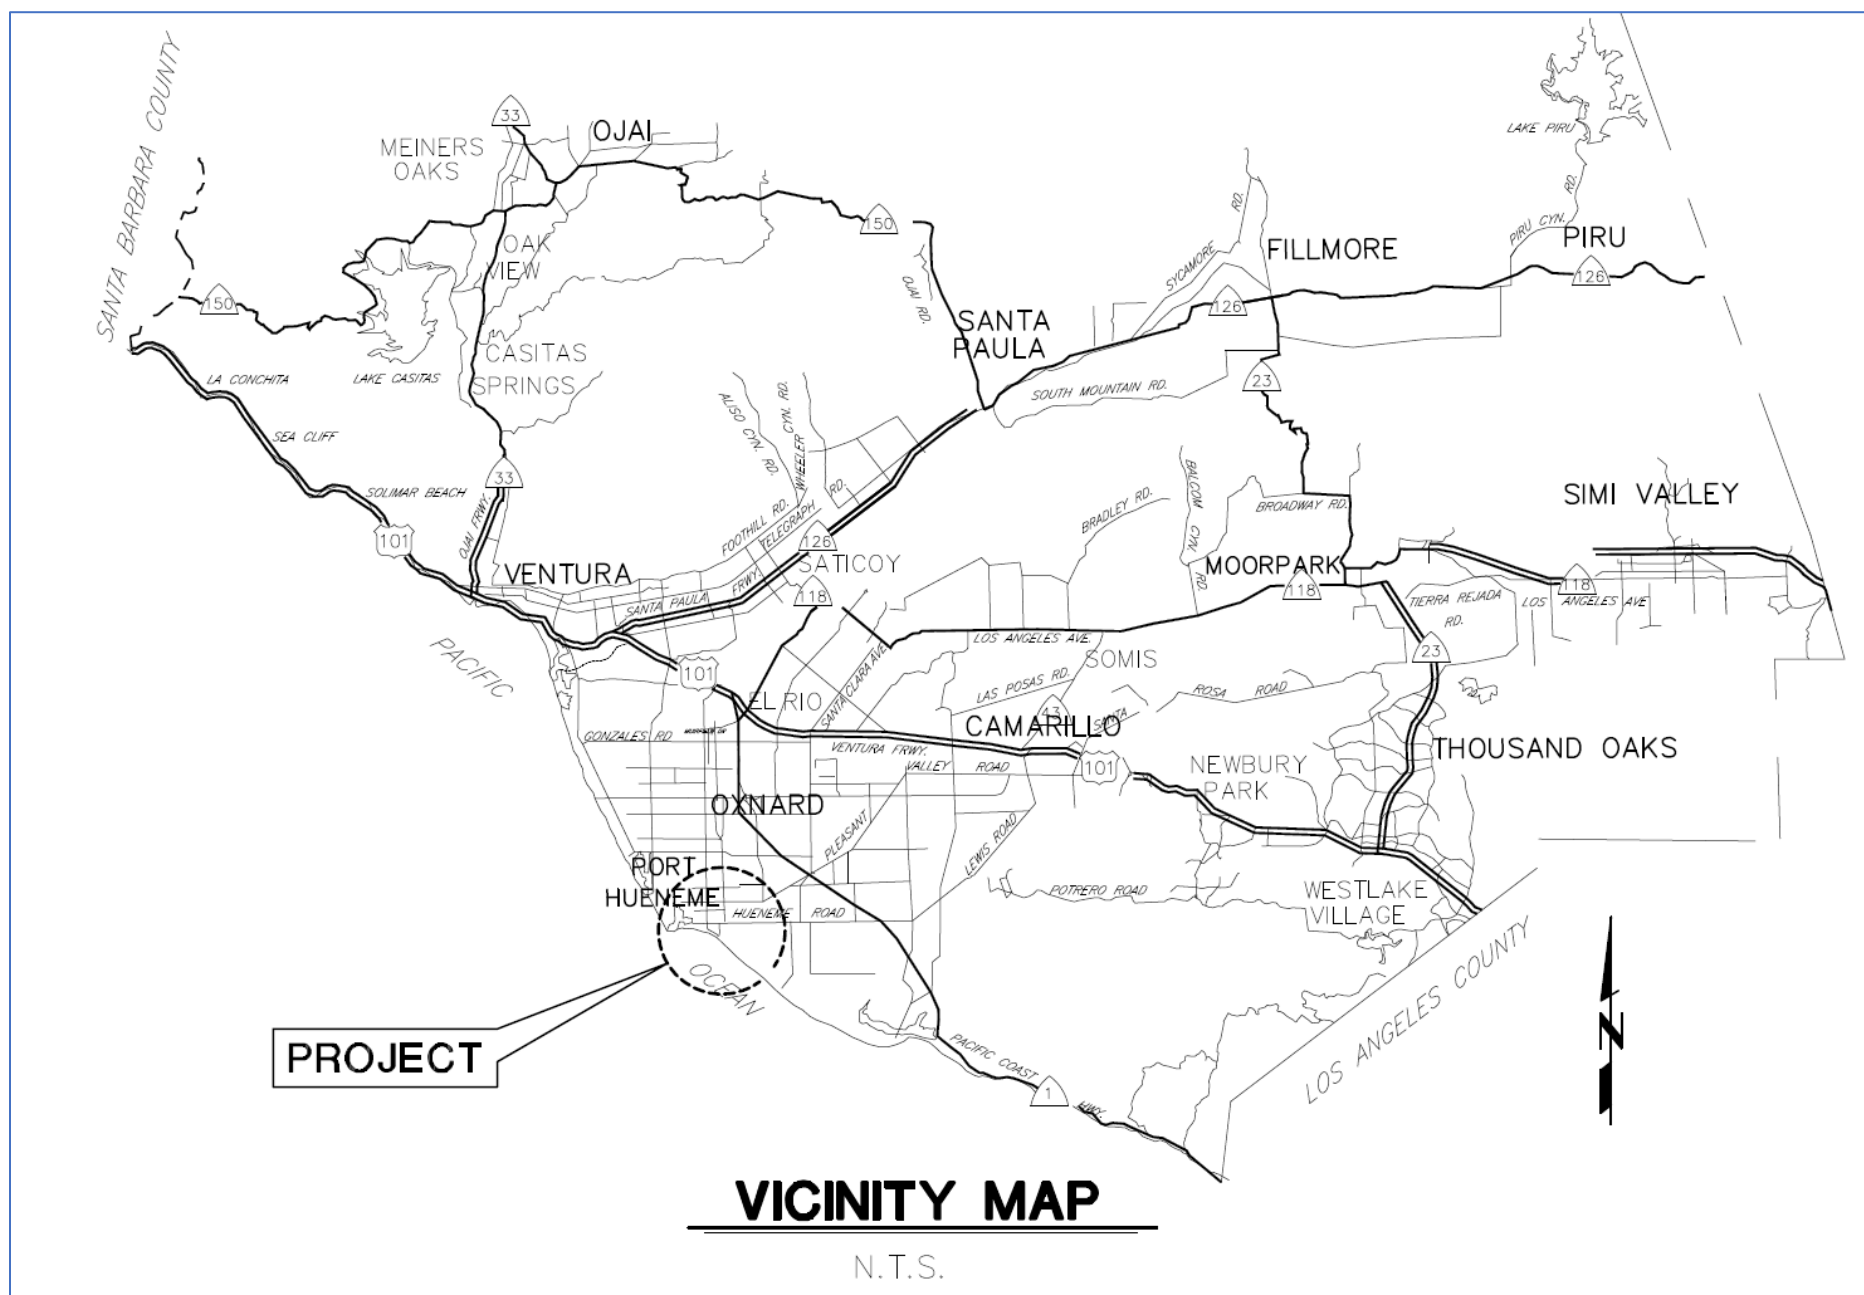 SANTA BARBARA COUNTY
33
MEINERS
OAKS
OJAI
LAKE PIRU
150
OAK
VIEW
OJAI RD.
SYCAMORE RD.
FILLMORE
PIRU CYN. RD.
PIRU
126
150
126
SANTA
PAULA
CASITAS
SPRINGS
LA CONCHITA
LAKE CASITAS
SOUTH MOUNTAIN RD.
23
SEA CLIFF
ALISO CYN. RD.
WHEELER CYN. RD.
SOLIMAR BEACH
33
OJAI FRWY.
101
FOOTHILL RD.
TELEGRAPH RD.
126
SATICOY
BRADLEY RD.
BALCOM CYN. RD.
BROADWAY RD.
SIMI VALLEY
VENTURA
SANTA PAULA FRWY.
118
MOORPARK
118
118
TIERRA REJADA
RD.
LOS ANGELES AVE
PACIFIC
LOS ANGELES AVE.
SOMIS
23
101
EL RIO
SANTA CLARA AVE.
LAS POSAS RD.
43
SANTA ROSA ROAD
CAMARILLO
GONZALES RD
VENTURA FRWY.
101
THOUSAND OAKS
NEWBURY
PARK
OXNARD
PLEASANT VALLEY ROAD
LEWIS ROAD
PORT
HUENEME
HUENEME ROAD
POTRERO ROAD
WESTLAKE
VILLAGE
OCEAN
PROJECT
PACIFIC COAST HWY.
1
LOS ANGELES COUNTY
N
VICINITY MAP
N.T.S.